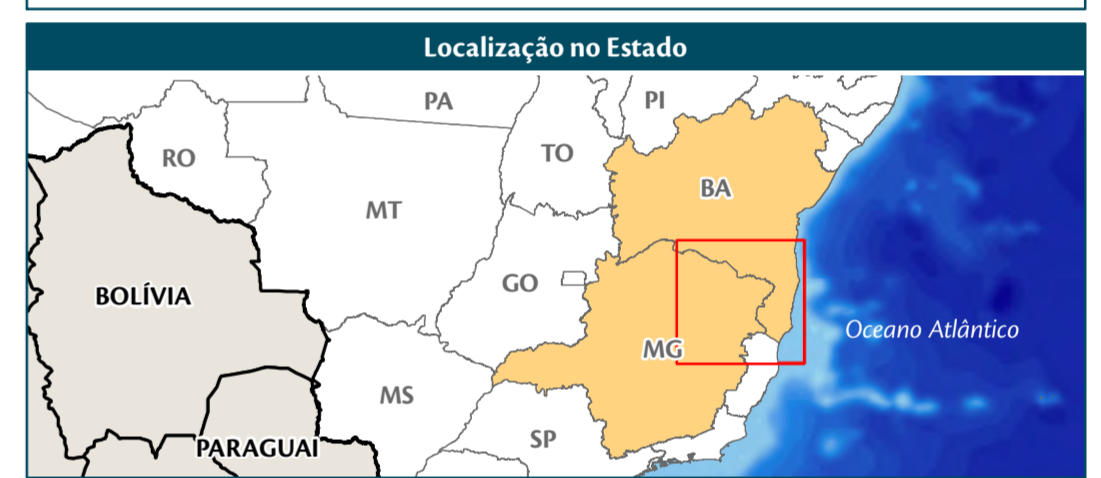 Localização no Estado
PA
PI
RO
TO
BA
MT
GO
BOLÍVIA
Oceano Atlântico
MG
MS
SP
PARAGUAI